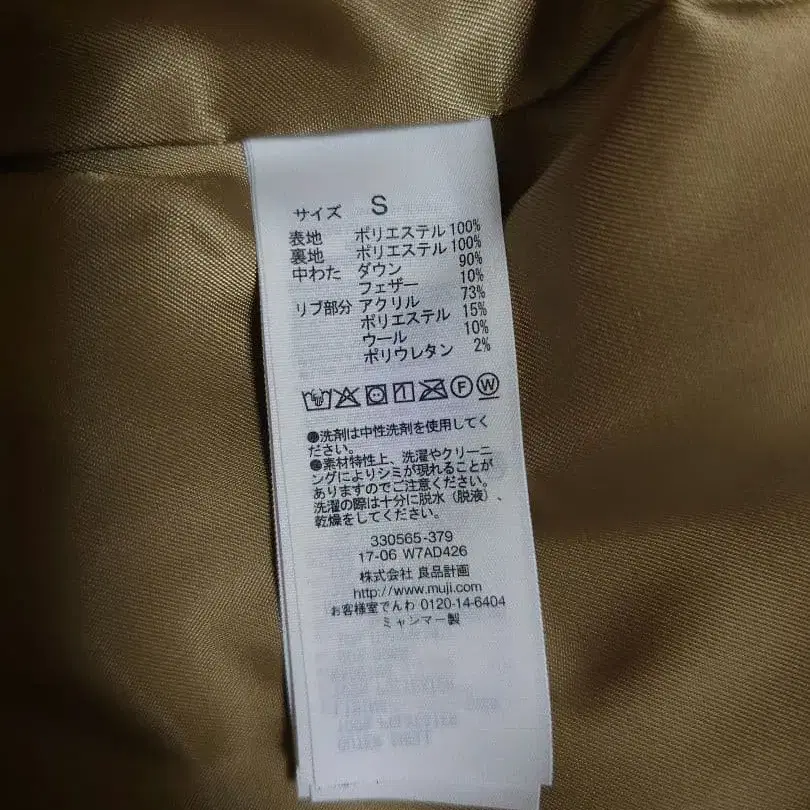 サイズ S
表地 ポリエステル 100%
裏地 ポリエステル 100%
中わた ダウン 90%
フェザー 10%
リブ部分 アクリル 73%
ポリエステル 15%
ウール 10%
ポリウレタン 2%
F W
●洗剤は中性洗剤を使用してく
ださい。
●素材特性上、洗濯やクリーニ
ングによりシミが現れることが
ありますのでご注意ください。
洗濯の際は十分に脱水（脱液）、
乾燥をしてください。
330565-379
17-06 W7AD426
株式会社 良品計画
http://www.muji.com
お客様室でんわ 0120-14-6404
ミャンマー製